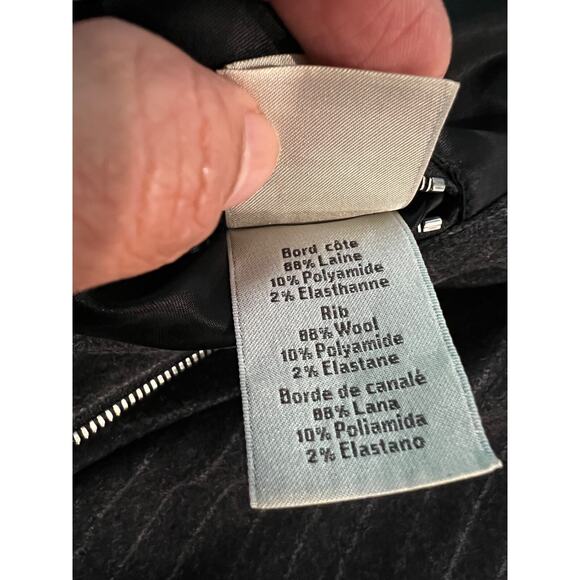 Bord côte
88% Laine
10% Polyamide
2% Elasthanne
Rib
88% Wool
10% Polyamide
2% Elastane
Borde de canalé
88% Lana
10% Poliamida
2% Elastano